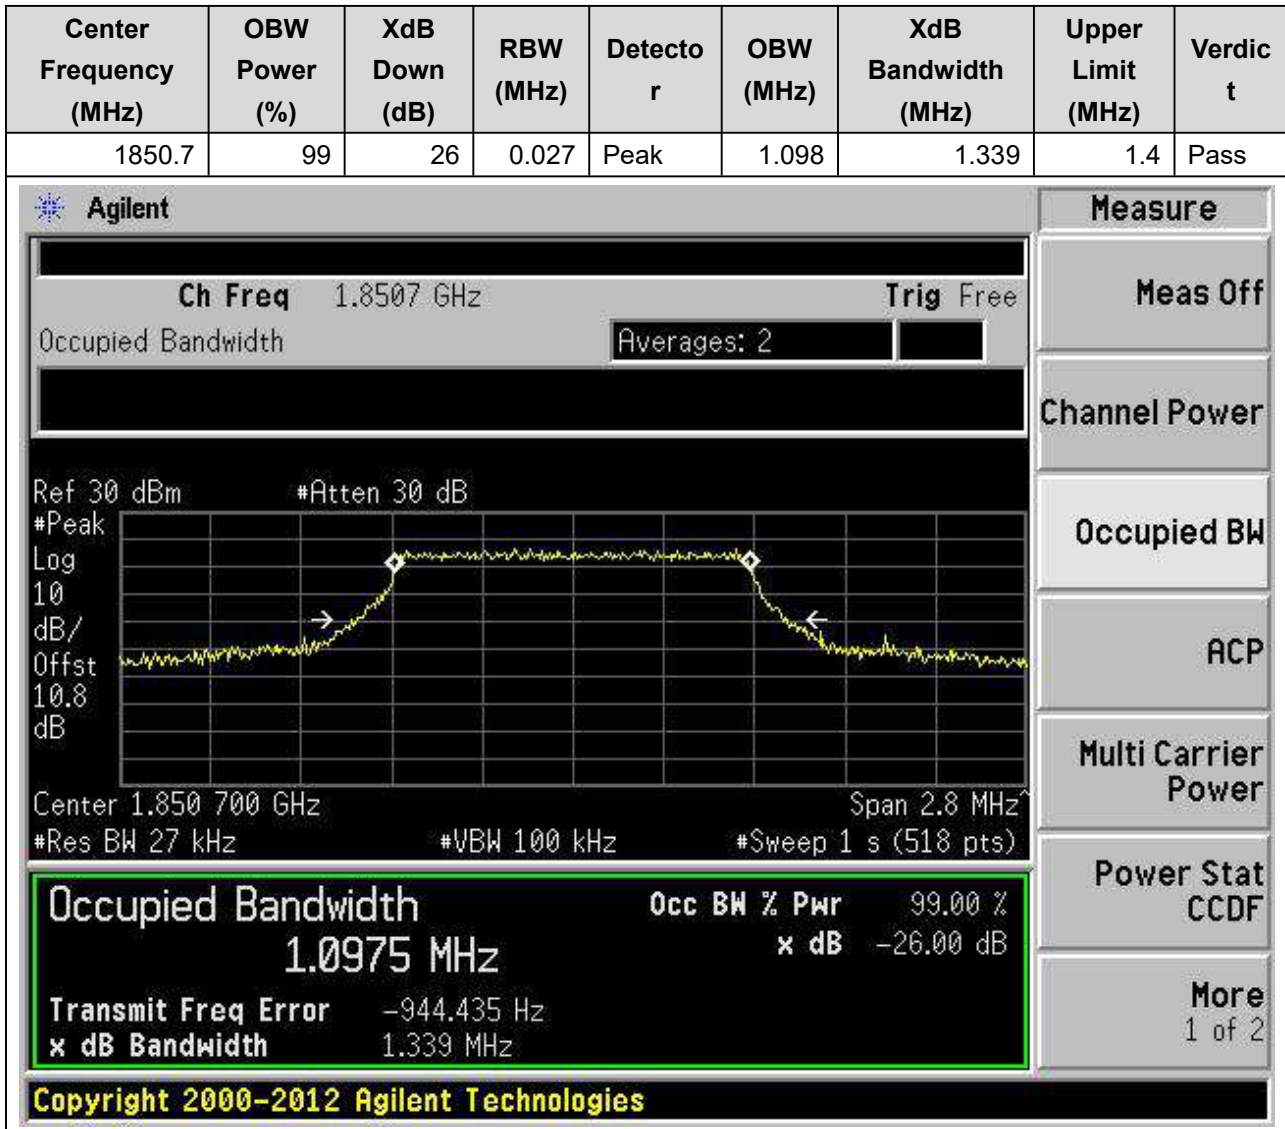 Center Frequency (MHz) OBW Power (%) XdB Down (dB) RBW (MHz) Detector OBW (MHz) XdB Bandwidth (MHz) Upper Limit (MHz) Verdict
1850.7 99 26 0.027 Peak 1.098 1.339 1.4 Pass
Agilent
Measure
Ch Freq 1.8507 GHz Trig Free
Occupied Bandwidth Averages: 2
Meas Off
Channel Power
Occupied BW
ACP
Multi Carrier
Power
Power Stat
CCDF
More
1 of 2
Ref 30 dBm #Atten 30 dB
#Peak
Log
10
dB/
Offst
10.8
dB
Center 1.850 700 GHz Span 2.8 MHz^
#Res BW 27 kHz #VBW 100 kHz #Sweep 1 s (518 pts)
Occupied Bandwidth Occ BW % Pwr 99.00 %
1.0975 MHz x dB -26.00 dB
Transmit Freq Error -944.435 Hz
x dB Bandwidth 1.339 MHz
Copyright 2000-2012 Agilent Technologies